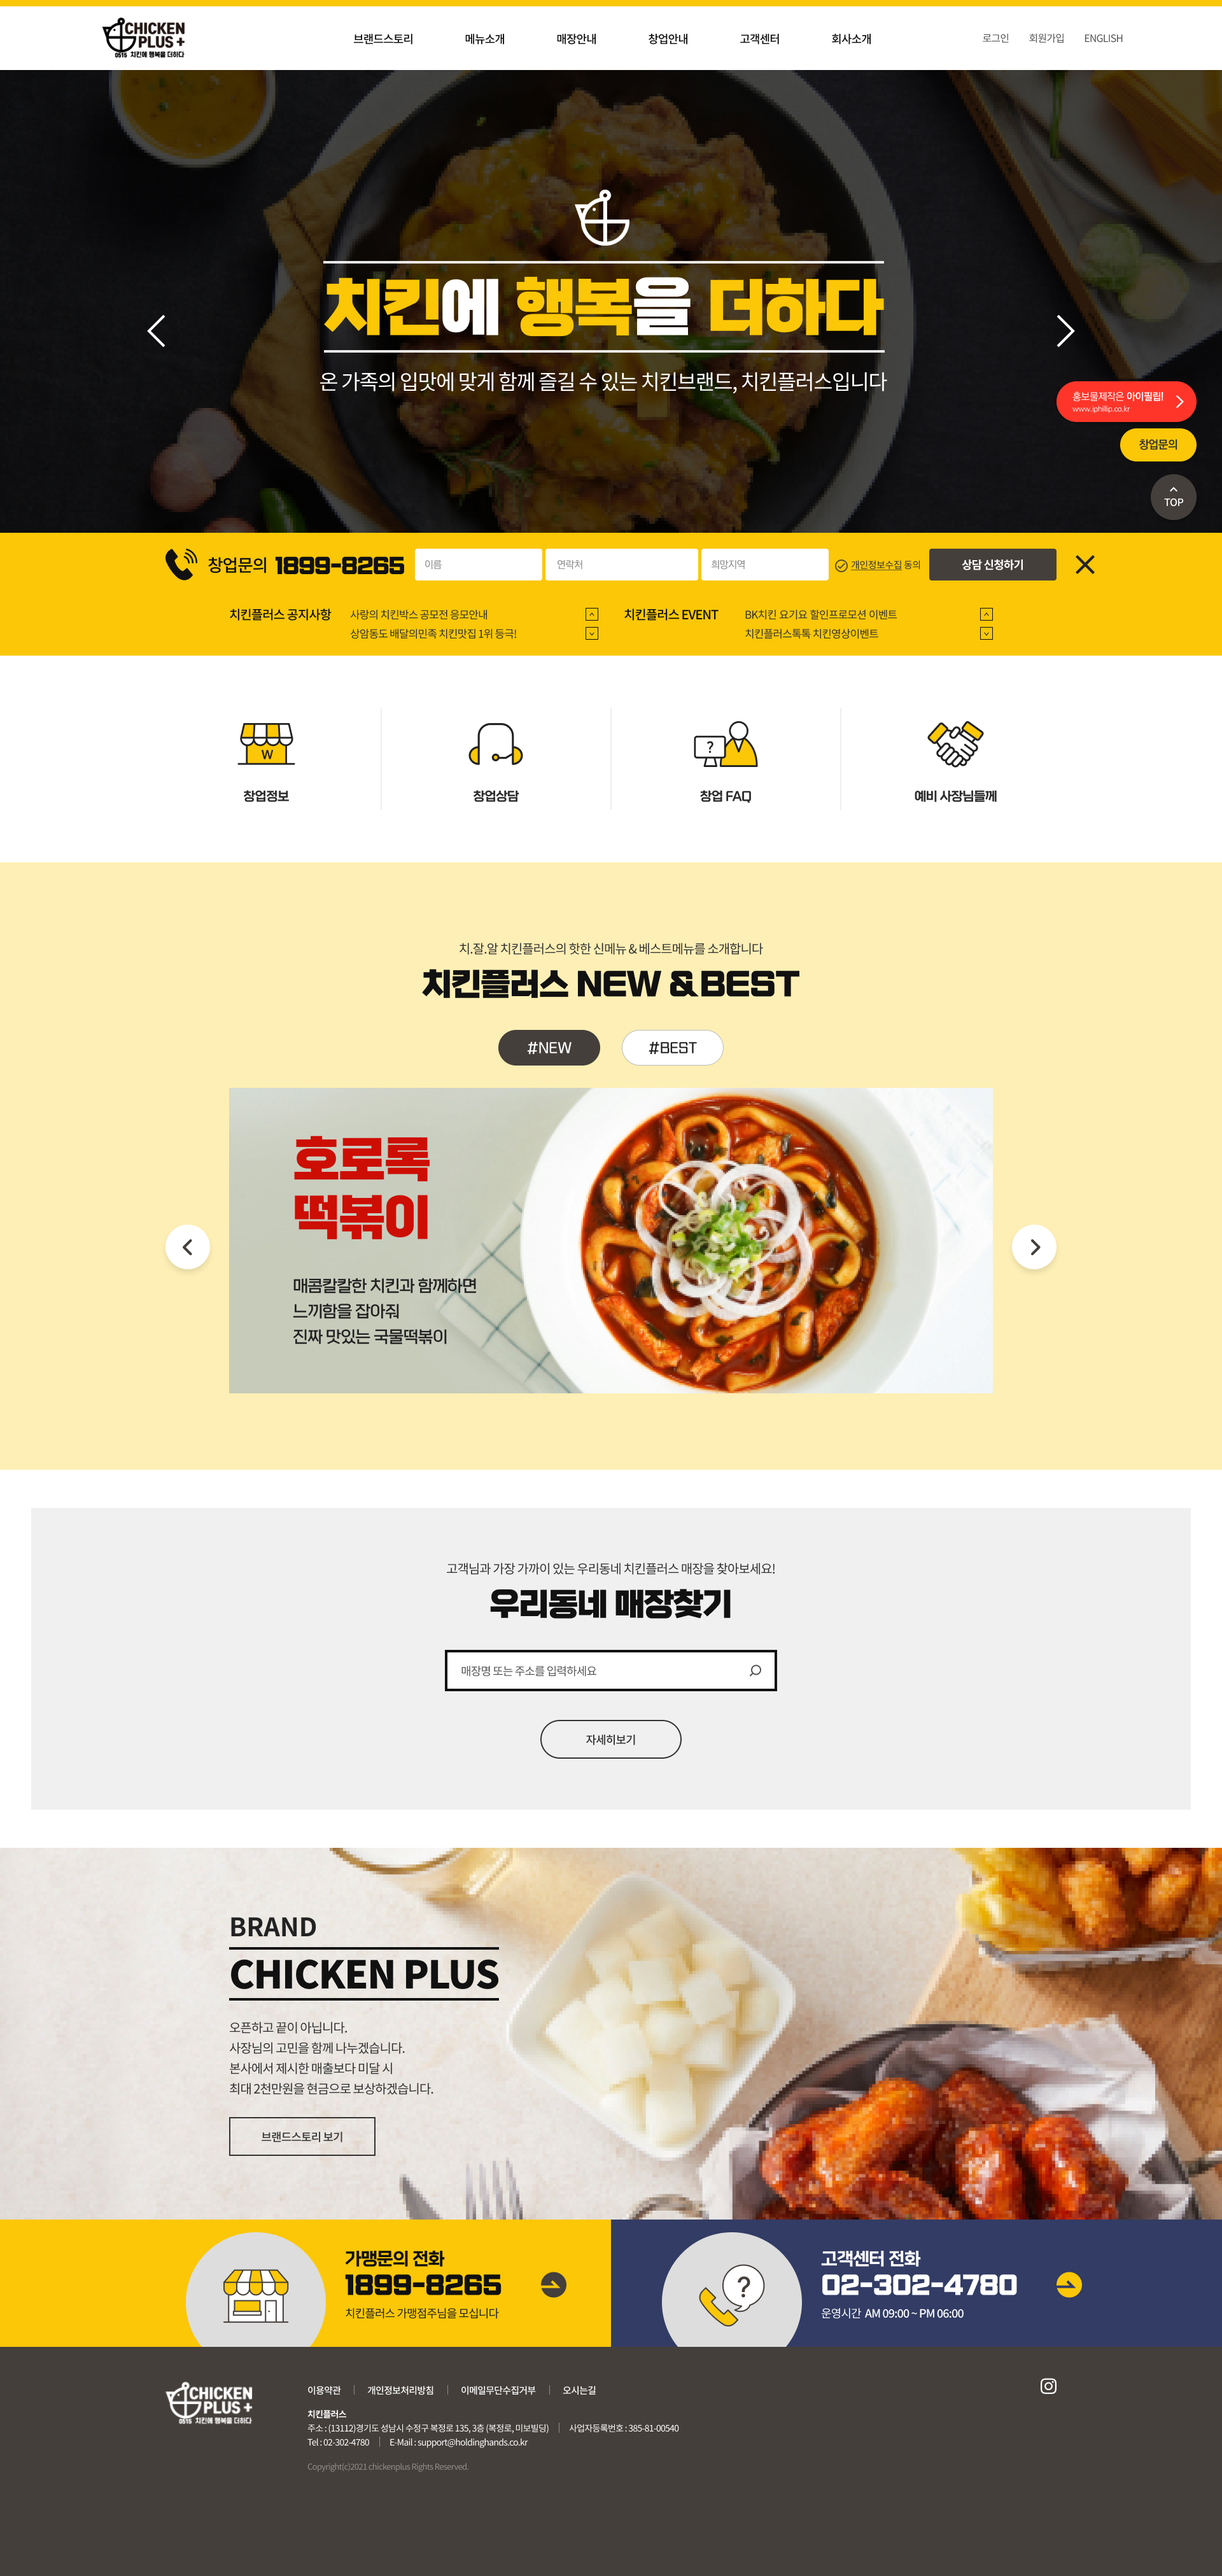 CHICKEN
PLUS +
0515 치킨에 행복을 더하다
브랜드스토리 메뉴소개 매장안내 창업안내 고객센터 회사소개
로그인 회원가입 ENGLISH
치킨에 행복을 더하다
온 가족의 입맛에 맞게 함께 즐길 수 있는 치킨브랜드, 치킨플러스입니다
홍보물제작은 아이필립!
www.iphillip.co.kr
창업문의
TOP
창업문의 1899-8265 이름 연락처 희망지역 개인정보수집 동의 상담 신청하기
치킨플러스 공지사항 사랑의 치킨박스 공모전 응모안내
상암동도 배달의민족 치킨맛집 1위 등극!
치킨플러스 EVENT BK치킨 요기요 할인프로모션 이벤트
치킨플러스톡톡 치킨영상이벤트
W
?
창업정보 창업상담 창업 FAQ 예비 사장님들께
치.잘.알 치킨플러스의 핫한 신메뉴 & 베스트메뉴를 소개합니다
치킨플러스 NEW & BEST
#NEW #BEST
호로록
떡볶이
매콤칼칼한 치킨과 함께하면
느끼함을 잡아줘
진짜 맛있는 국물떡볶이
고객님과 가장 가까이 있는 우리동네 치킨플러스 매장을 찾아보세요!
우리동네 매장찾기
매장명 또는 주소를 입력하세요
자세히보기
BRAND
CHICKEN PLUS
오픈하고 끝이 아닙니다.
사장님의 고민을 함께 나누겠습니다.
본사에서 제시한 매출보다 미달 시
최대 2천만원을 현금으로 보상하겠습니다.
브랜드스토리 보기
가맹문의 전화
1899-8265
치킨플러스 가맹점주님을 모십니다
?
고객센터 전화
02-302-4780
운영시간 AM 09:00 ~ PM 06:00
CHICKEN
PLUS +
0515 치킨에 행복을 더하다
이용약관 개인정보처리방침 이메일무단수집거부 오시는길
치킨플러스
주소 : (13112)경기도 성남시 수정구 복정로 135, 3층 (복정로, 미보빌딩) 사업자등록번호 : 385-81-00540
Tel : 02-302-4780 E-Mail : support@holdinghands.co.kr
Copyright(c)2021 chickenplus Rights Reserved.